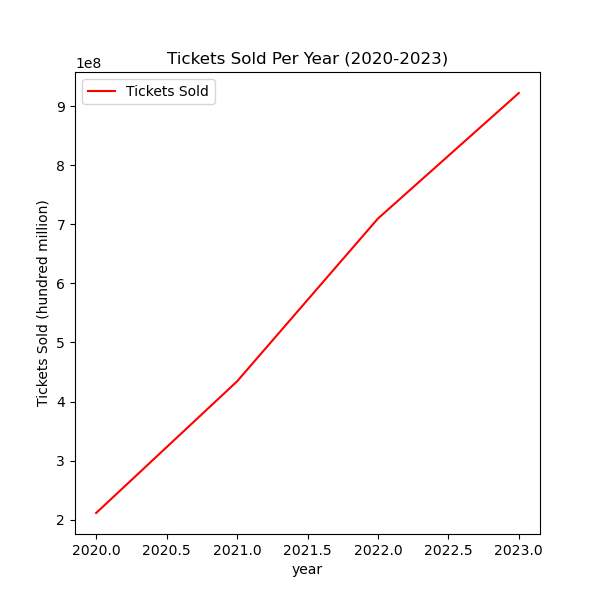 Tickets Sold Per Year (2020-2023)
1e8
Tickets Sold
9
8
7
6
5
4
3
2
Tickets Sold (hundred million)
2020.0 2020.5 2021.0 2021.5 2022.0 2022.5 2023.0
year